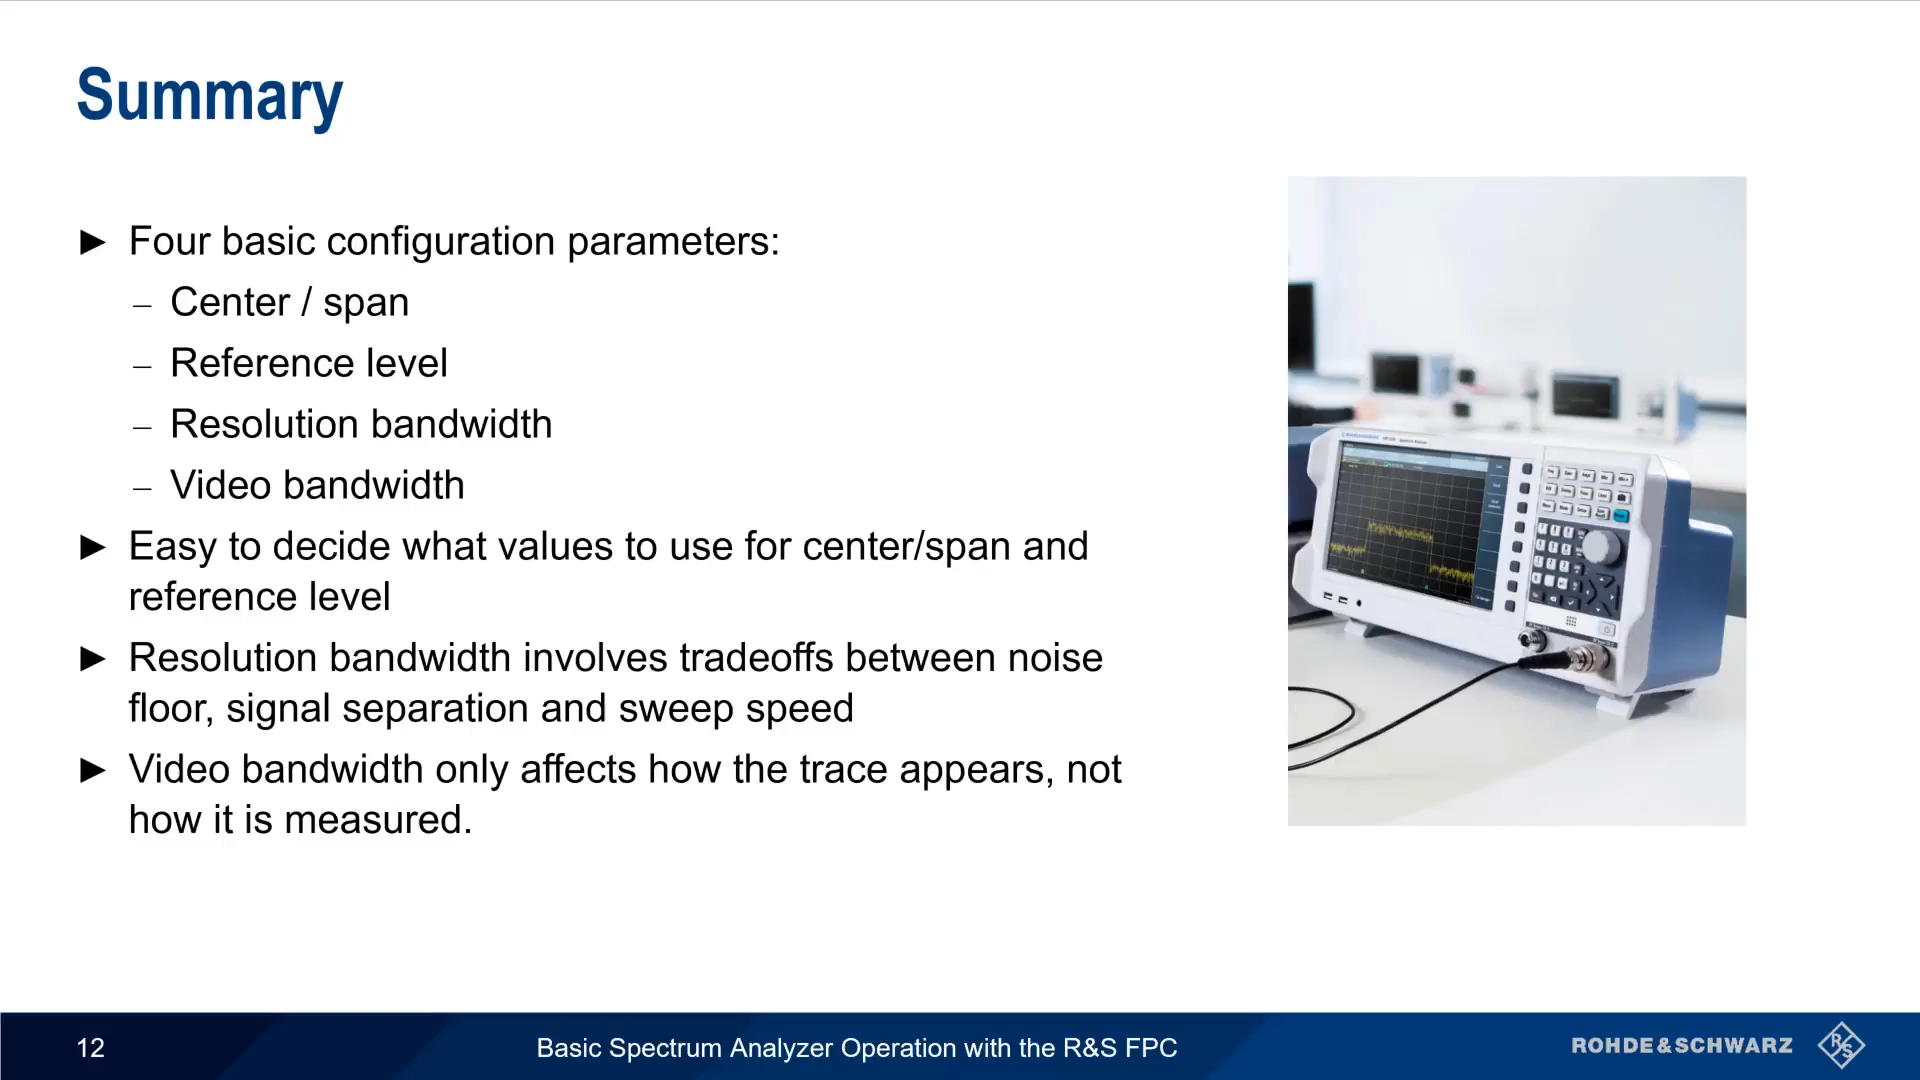 Summary
► Four basic configuration parameters:
– Center / span
– Reference level
– Resolution bandwidth
– Video bandwidth
► Easy to decide what values to use for center/span and
reference level
► Resolution bandwidth involves tradeoffs between noise
floor, signal separation and sweep speed
► Video bandwidth only affects how the trace appears, not
how it is measured.
12
Basic Spectrum Analyzer Operation with the R&S FPC
ROHDE&SCHWARZ
R&S